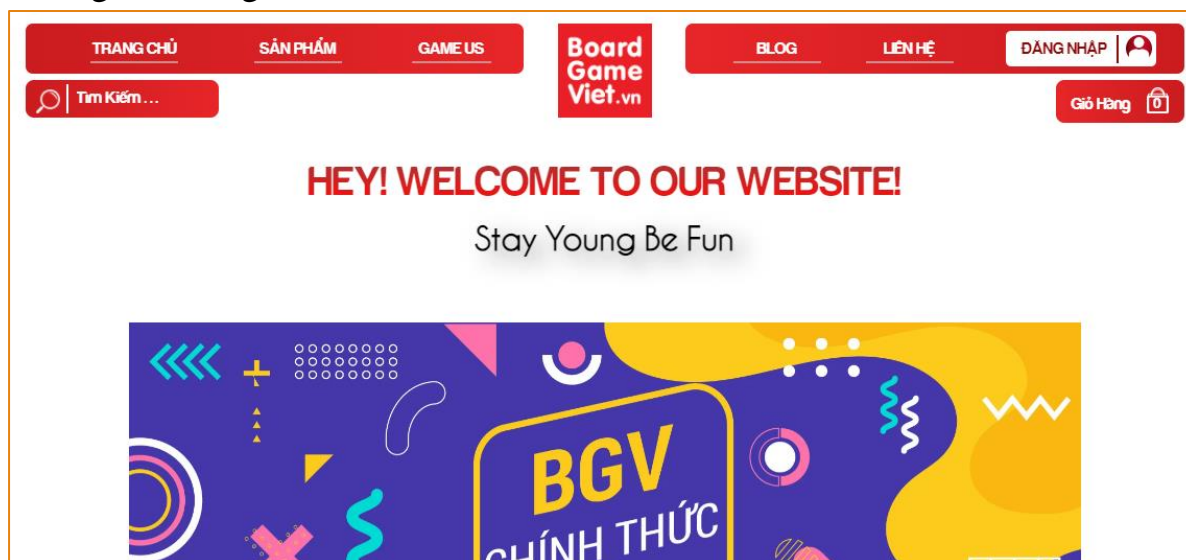 TRANG CHỦ SẢN PHẨM GAME US
Board
Game
Viet.vn
BLOG LIÊN HỆ ĐĂNG NHẬP
Tìm Kiếm ...
Giỏ Hàng 0
HEY! WELCOME TO OUR WEBSITE!
Stay Young Be Fun
BGV
CHÍNH THỨC